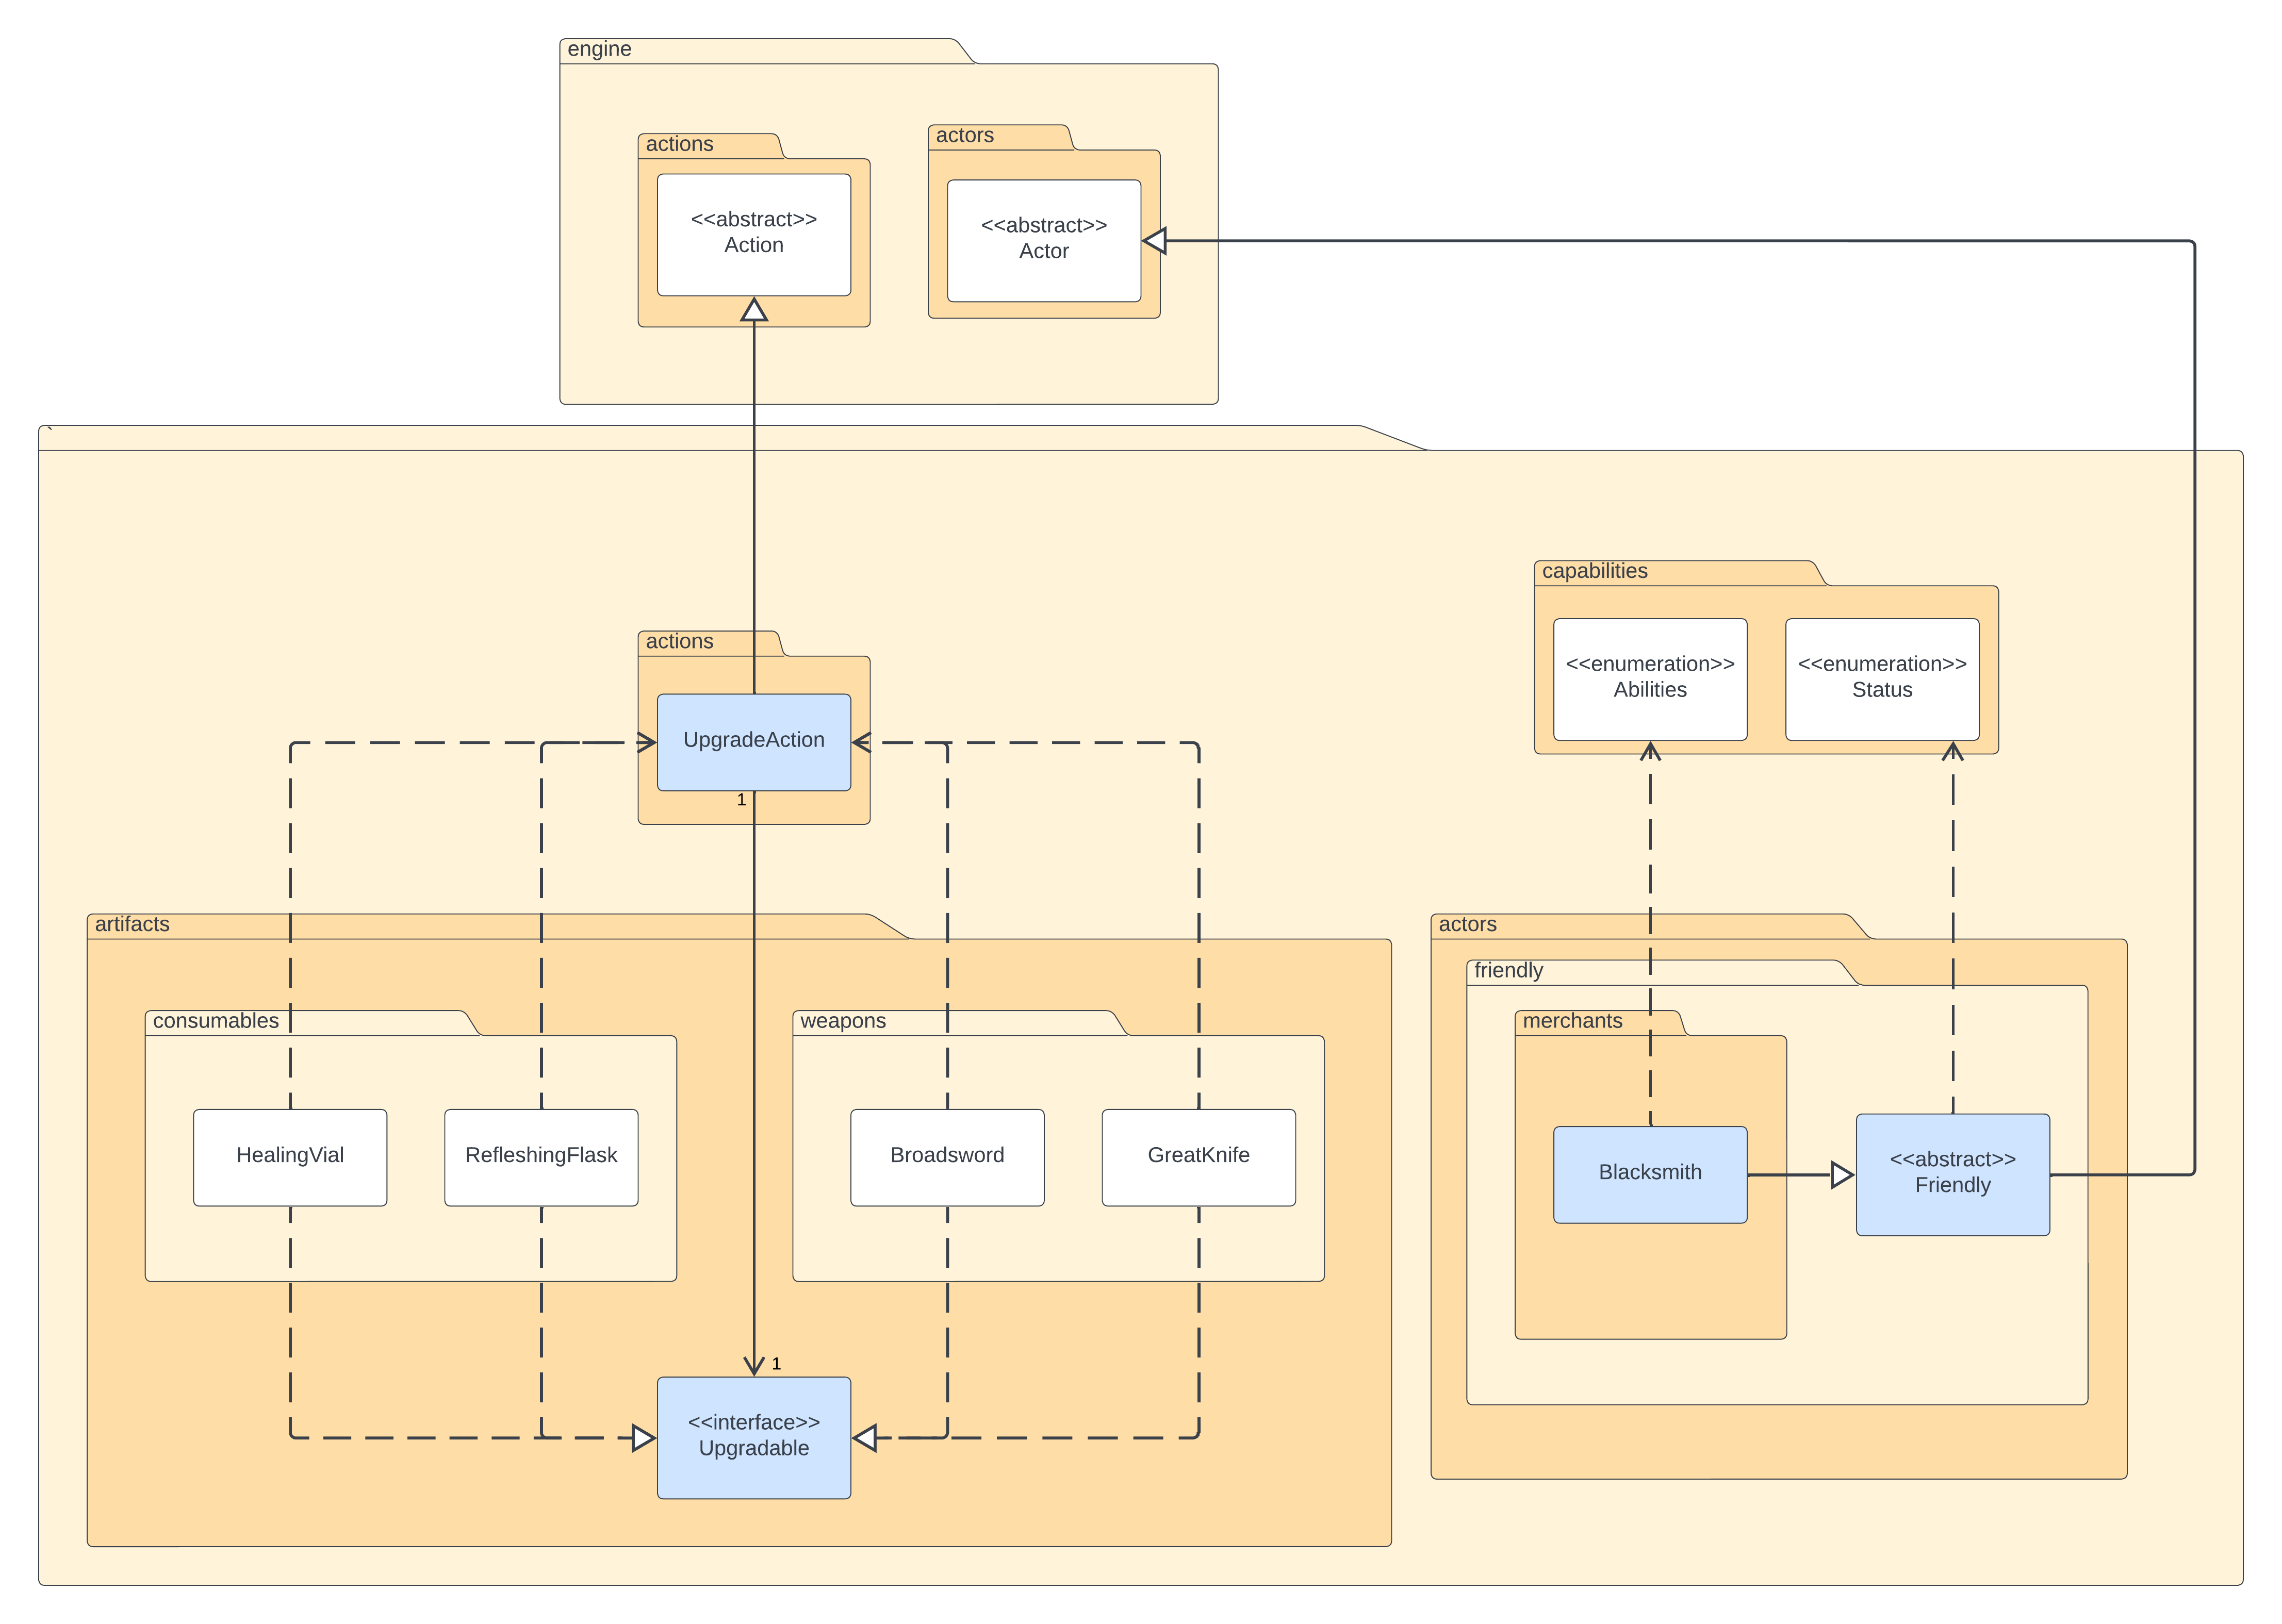 engine
actions
actors
<<abstract>>
Action
<<abstract>>
Actor
`
capabilities
<<enumeration>>
Abilities
<<enumeration>>
Status
actions
UpgradeAction
1
artifacts
consumables
HealingVial
RefleshingFlask
weapons
Broadsword
GreatKnife
1
<<interface>>
Upgradable
actors
friendly
merchants
Blacksmith
<<abstract>>
Friendly